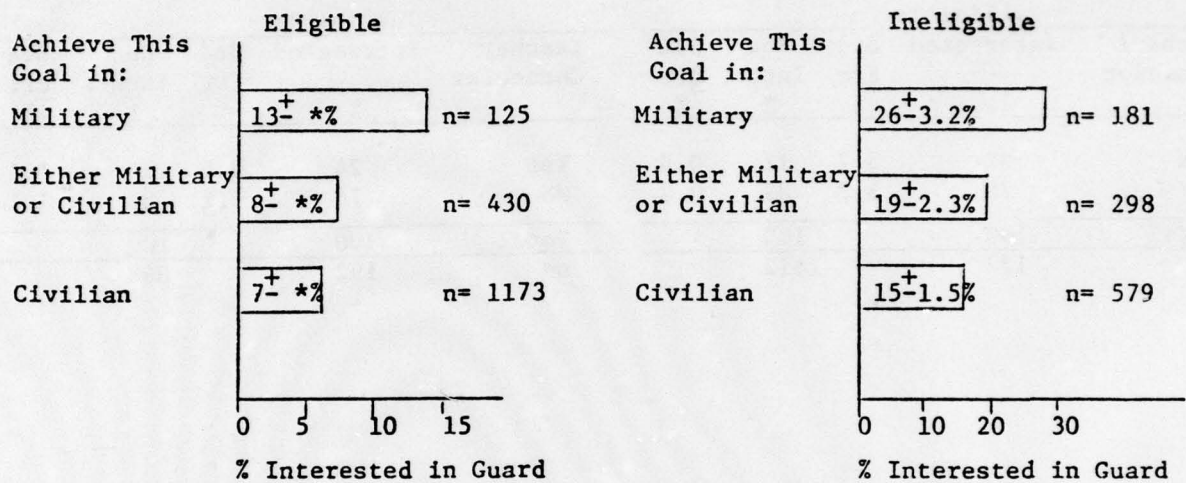 Eligible
Achieve This
Goal in:
Military 13± *% n= 125
Either Military
or Civilian 8± *% n= 430
Civilian 7± *% n= 1173
0 5 10 15
% Interested in Guard
Ineligible
Achieve This
Goal in:
Military 26±3.2% n= 181
Either Military
or Civilian 19±2.3% n= 298
Civilian 15±1.5% n= 579
0 10 20 30
% Interested in Guard